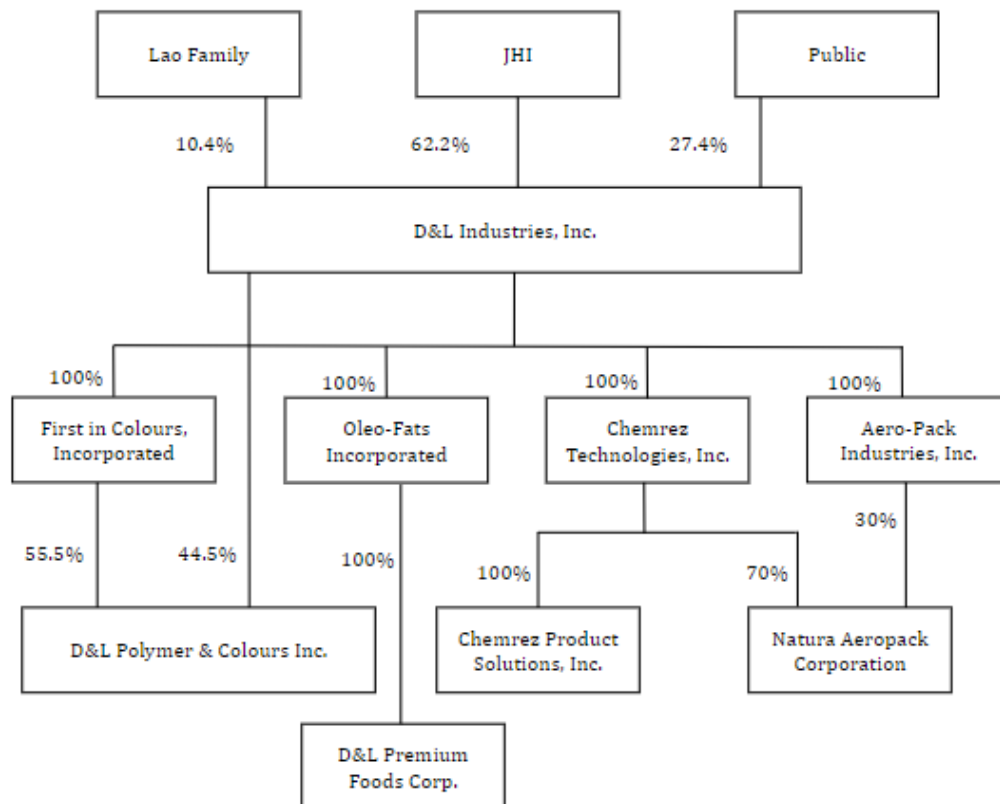 Lao Family
JHI
Public
10.4%
62.2%
27.4%
D&L Industries, Inc.
100%
100%
100%
100%
First in Colours,
Incorporated
Oleo-Fats
Incorporated
Chemrez
Technologies, Inc.
Aero-Pack
Industries, Inc.
55.5%
44.5%
100%
100%
70%
30%
D&L Polymer & Colours Inc.
Chemrez Product
Solutions, Inc.
Natura Aeropack
Corporation
D&L Premium
Foods Corp.